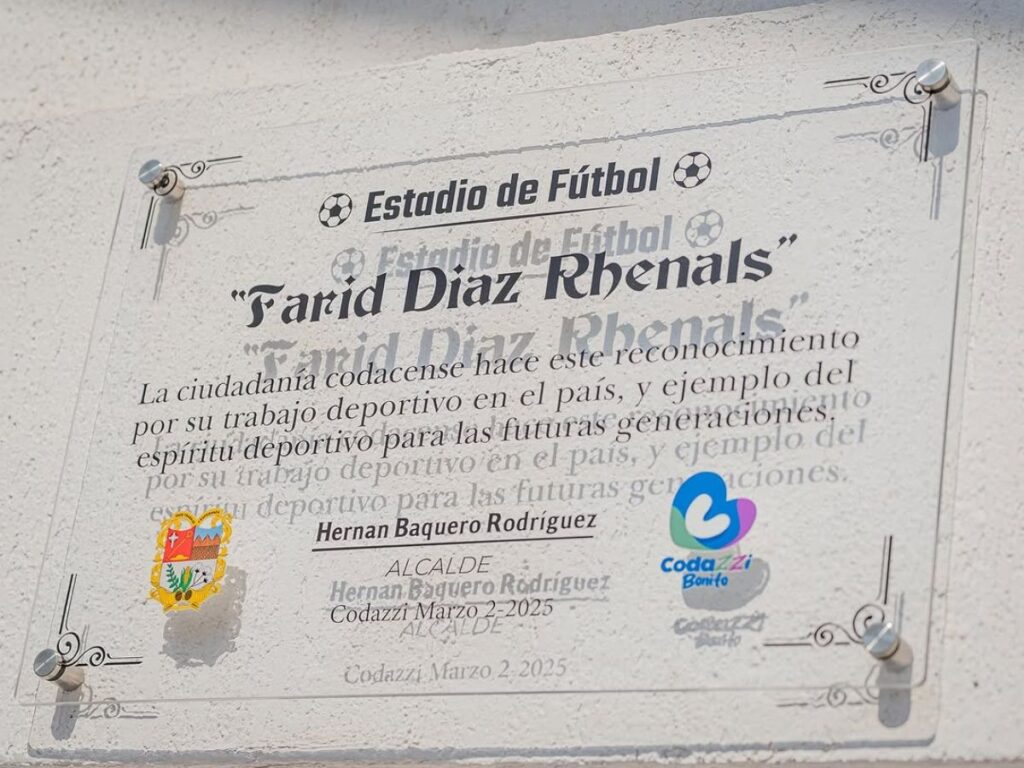 Estadio de Fútbol
"Farid Diaz Rhenals"
La ciudadanía codacense hace este reconocimiento
por su trabajo deportivo en el país, y ejemplo del
espíritu deportivo para las futuras generaciones.
Hernan Baquero Rodríguez
ALCALDE
Codazzi Marzo 2-2025
Codazzi
Bonito